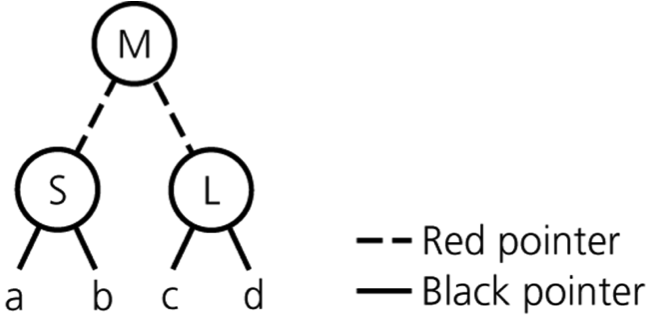 M
S L
a b c d
Red pointer
Black pointer